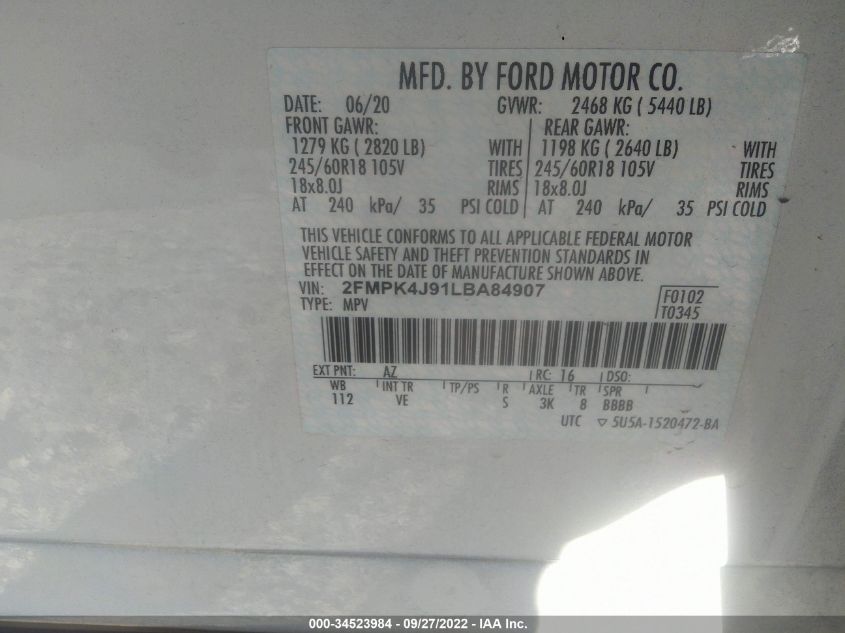 MFD. BY FORD MOTOR CO.
DATE: 06/20 GVWR: 2468 KG ( 5440 LB)
FRONT GAWR: REAR GAWR:
1279 KG ( 2820 LB) WITH 1198 KG ( 2640 LB) WITH
245/60R18 105V TIRES 245/60R18 105V TIRES
18x8.0J RIMS 18x8.0J RIMS
AT 240 kPa/ 35 PSI COLD AT 240 kPa/ 35 PSI COLD
THIS VEHICLE CONFORMS TO ALL APPLICABLE FEDERAL MOTOR
VEHICLE SAFETY AND THEFT PREVENTION STANDARDS IN
EFFECT ON THE DATE OF MANUFACTURE SHOWN ABOVE.
VIN: 2FMPK4J91LBA84907
TYPE: MPV
F0102
T0345
EXT PNT: AZ RC: 16 DSO:
WB INT TR TP/PS R AXLE TR SPR
112 VE S 3K 8 BBBB
UTC ▽ 5U5A-1520472-BA
000-34523984 - 09/27/2022 - IAA Inc.